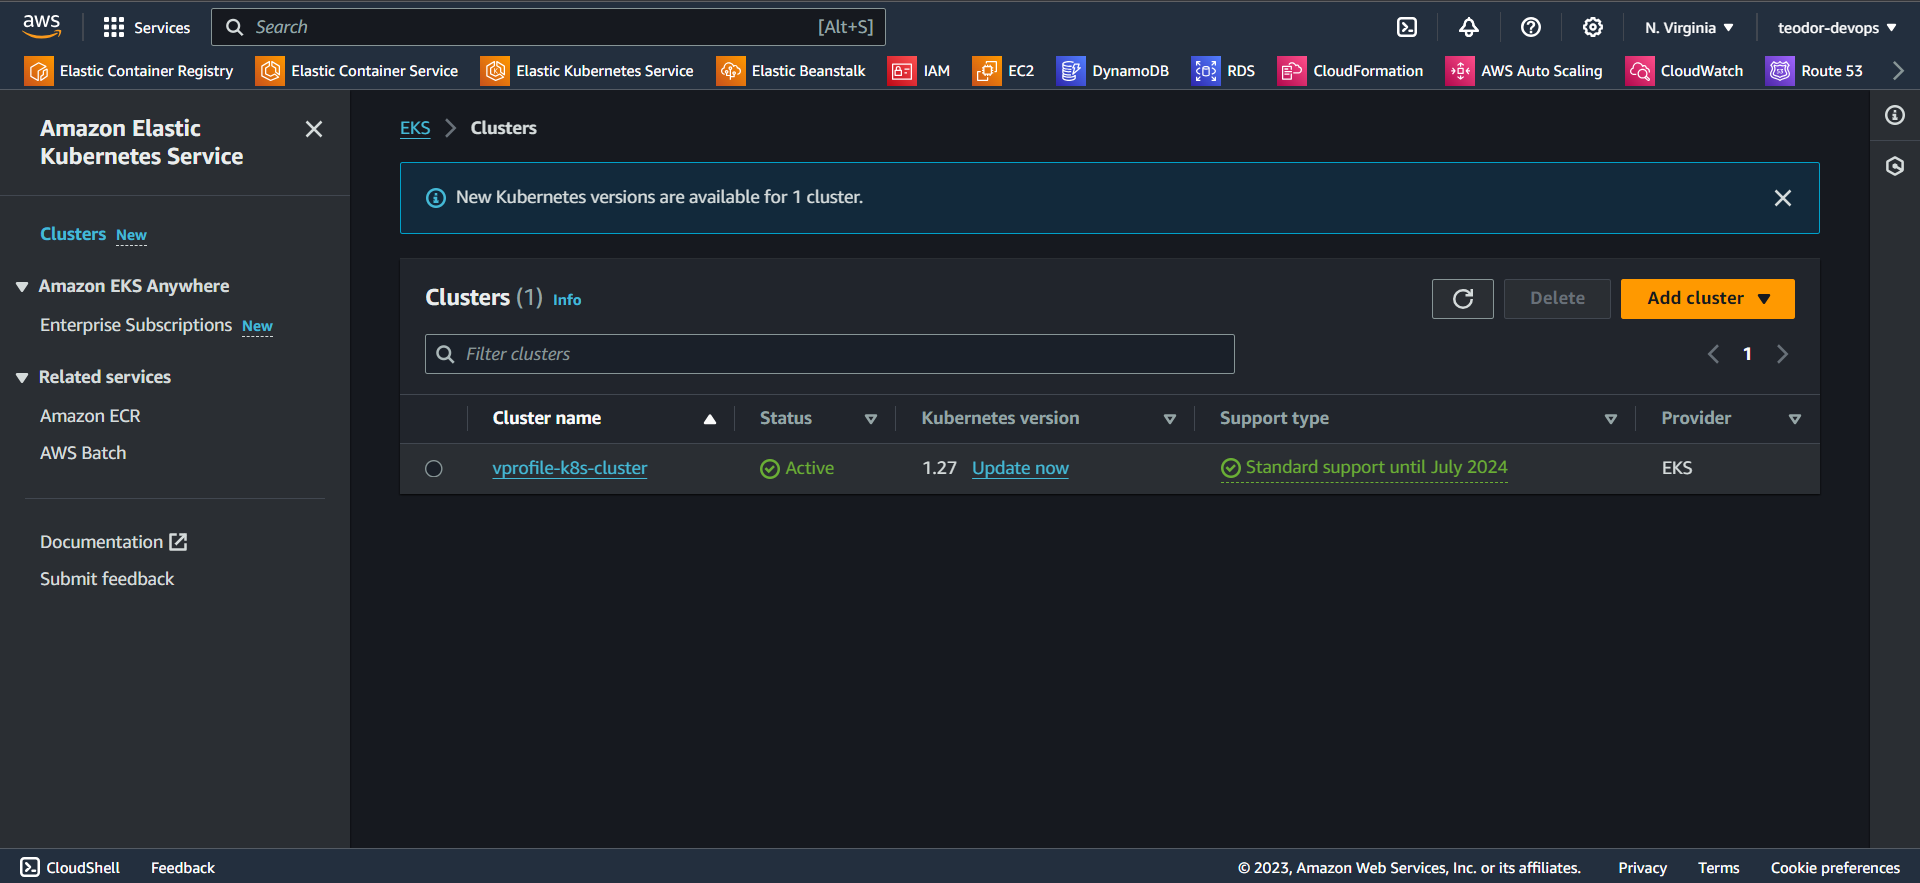 aws
Services
Search [Alt+S]
N. Virginia
teodor-devops
Elastic Container Registry
Elastic Container Service
Elastic Kubernetes Service
Elastic Beanstalk
IAM
EC2
DynamoDB
RDS
CloudFormation
AWS Auto Scaling
CloudWatch
Route 53
Amazon Elastic
Kubernetes Service
Clusters New
Amazon EKS Anywhere
Enterprise Subscriptions New
Related services
Amazon ECR
AWS Batch
Documentation
Submit feedback
EKS Clusters
New Kubernetes versions are available for 1 cluster.
Clusters (1) Info
Delete
Add cluster
Filter clusters
1
Cluster name Status Kubernetes version Support type Provider
vprofile-k8s-cluster Active 1.27 Update now Standard support until July 2024 EKS
CloudShell Feedback
© 2023, Amazon Web Services, Inc. or its affiliates. Privacy Terms Cookie preferences